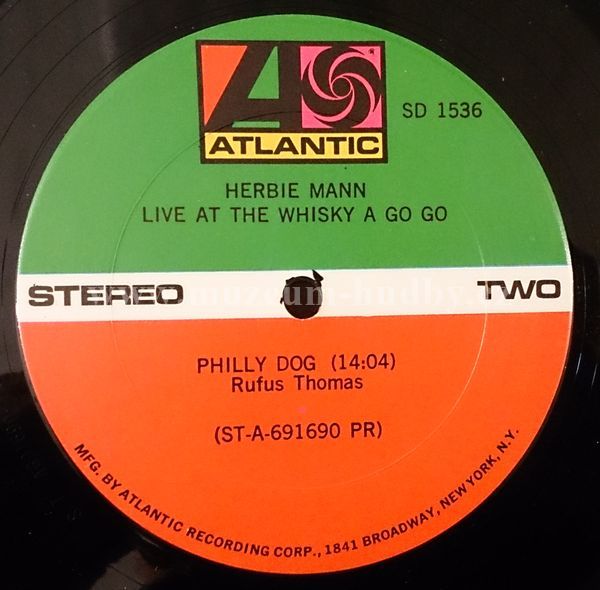 ATLANTIC
SD 1536
HERBIE MANN
LIVE AT THE WHISKY A GO GO
STEREO
TWO
PHILLY DOG (14:04)
Rufus Thomas
(ST-A-691690 PR)
MFG. BY ATLANTIC RECORDING CORP., 1841 BROADWAY, NEW YORK, N.Y.